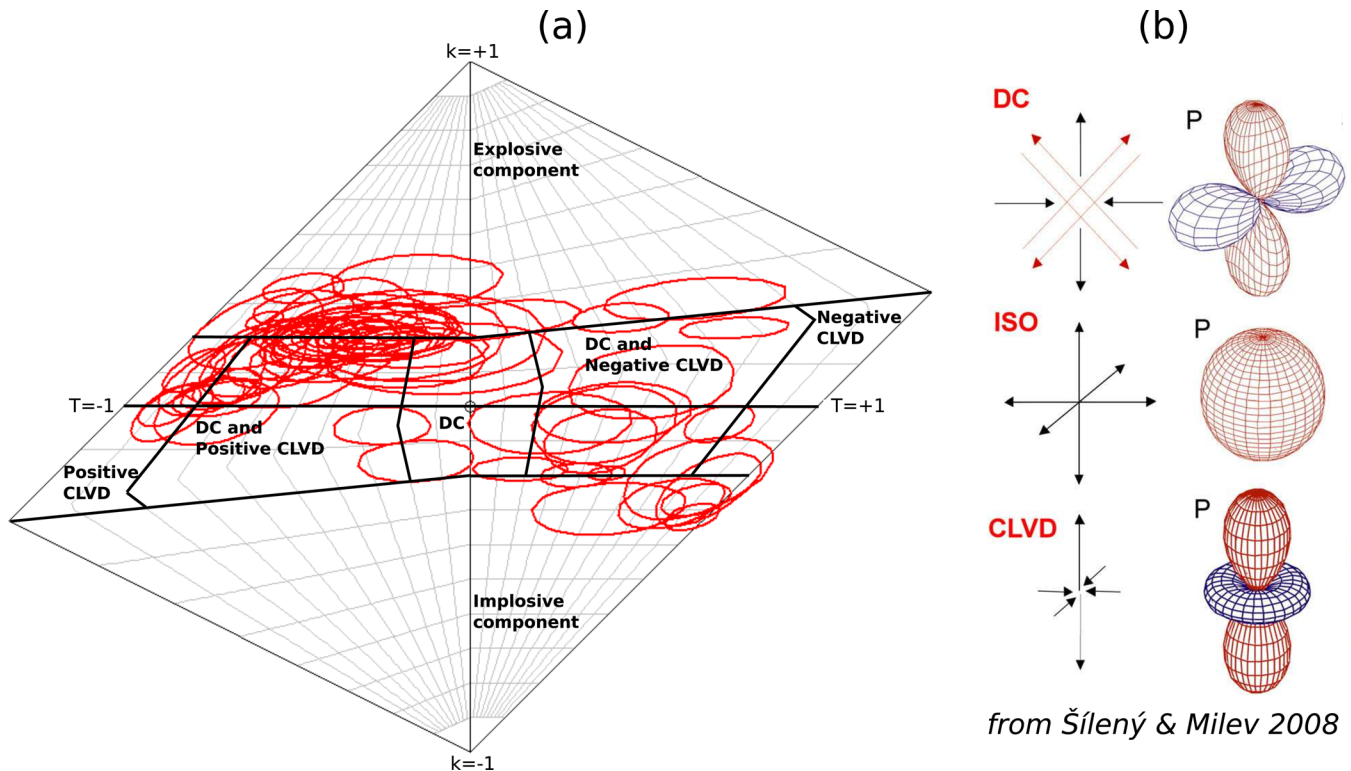 (a)
k=+1
Explosive
component
Negative
CLVD
DC and
Negative CLVD
T=-1
T=+1
DC
DC and
Positive CLVD
Positive
CLVD
Implosive
component
k=-1
(b)
DC
P
ISO
P
CLVD
P
from Šílený & Milev 2008